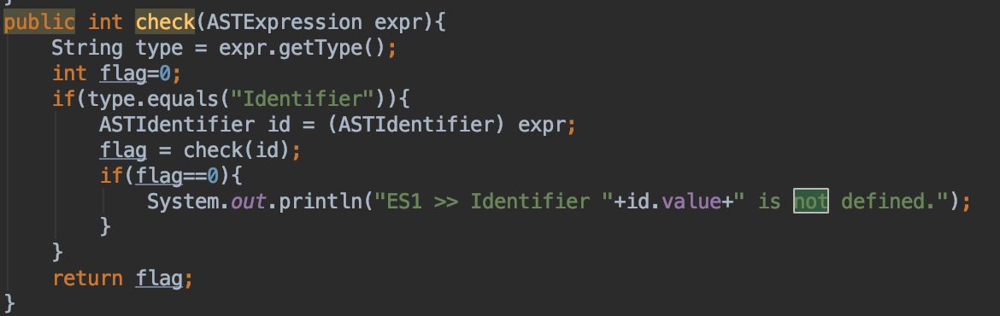 }
public int check(ASTExpression expr){
    String type = expr.getType();
    int flag=0;
    if(type.equals("Identifier")){
        ASTIdentifier id = (ASTIdentifier) expr;
        flag = check(id);
        if(flag==0){
            System.out.println("ES1 >> Identifier "+id.value+" is not defined.");
        }
    }
    return flag;
}